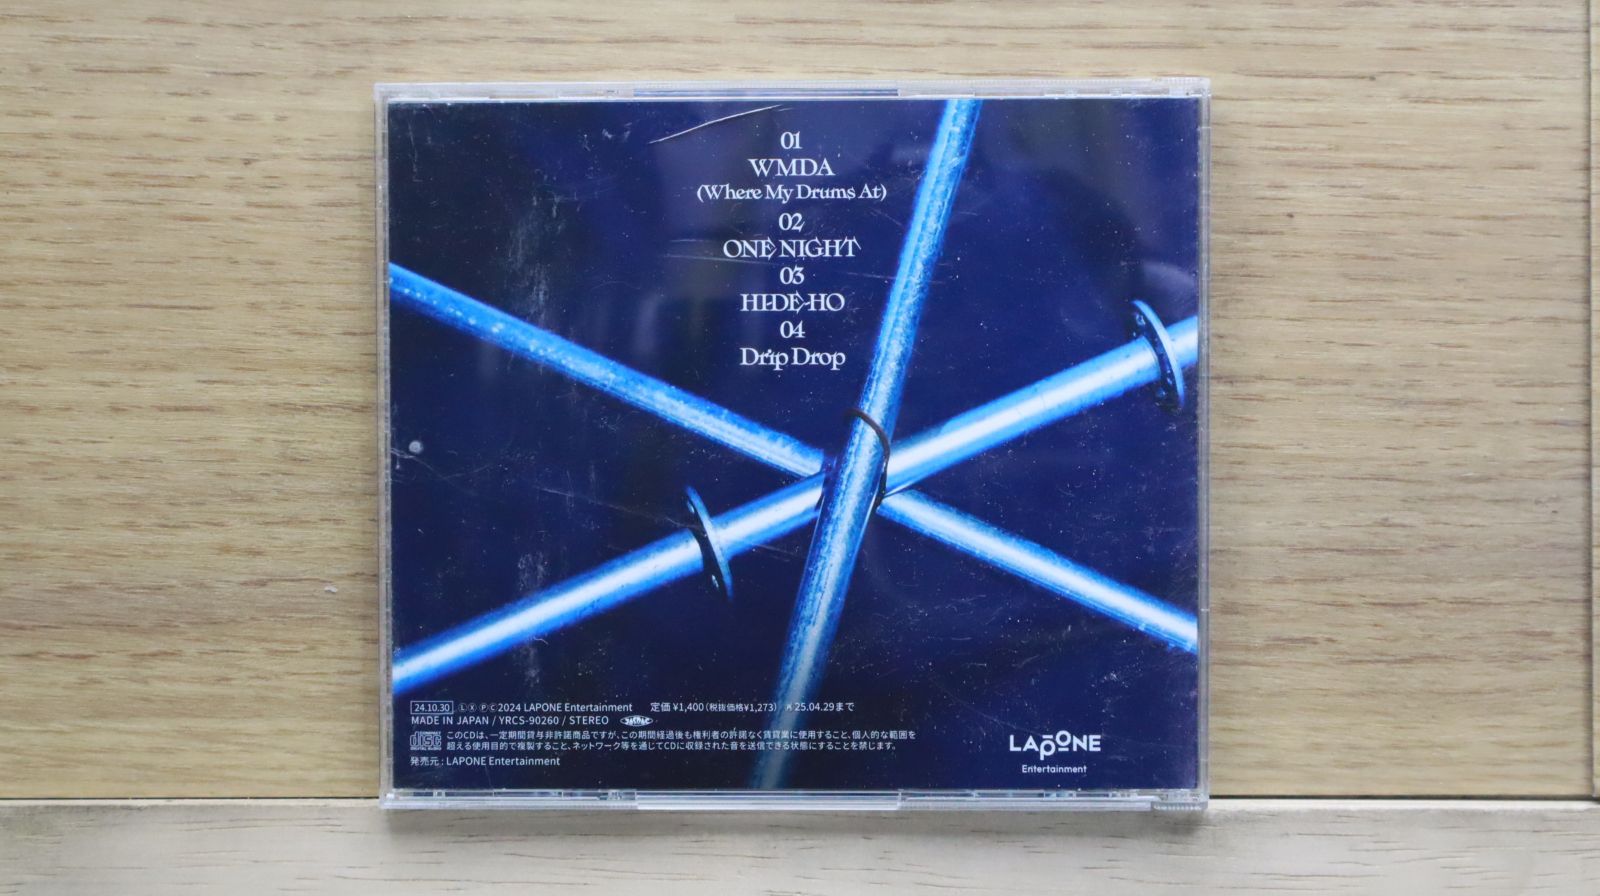 01
WMDA
(Where My Drums At)
02
ONE NIGHT
03
HI-DE-HO
04
Drip Drop
24.10.30 Ⓛ Ⓧ Ⓟ Ⓒ 2024 LAPONE Entertainment 定価 ¥1,400 (税抜価格¥1,273) 25.04.29まで
MADE IN JAPAN / YRCS-90260 / STEREO
disc このCDは、一定期間貸与非許諾商品ですが、この期間経過後も権利者の許諾なく賃貸業に使用すること、個人的な範囲を
超える使用目的で複製すること、ネットワーク等を通じてCDに収録された音を送信できる状態にすることを禁じます。
発売元 : LAPONE Entertainment
LAPONE
Entertainment